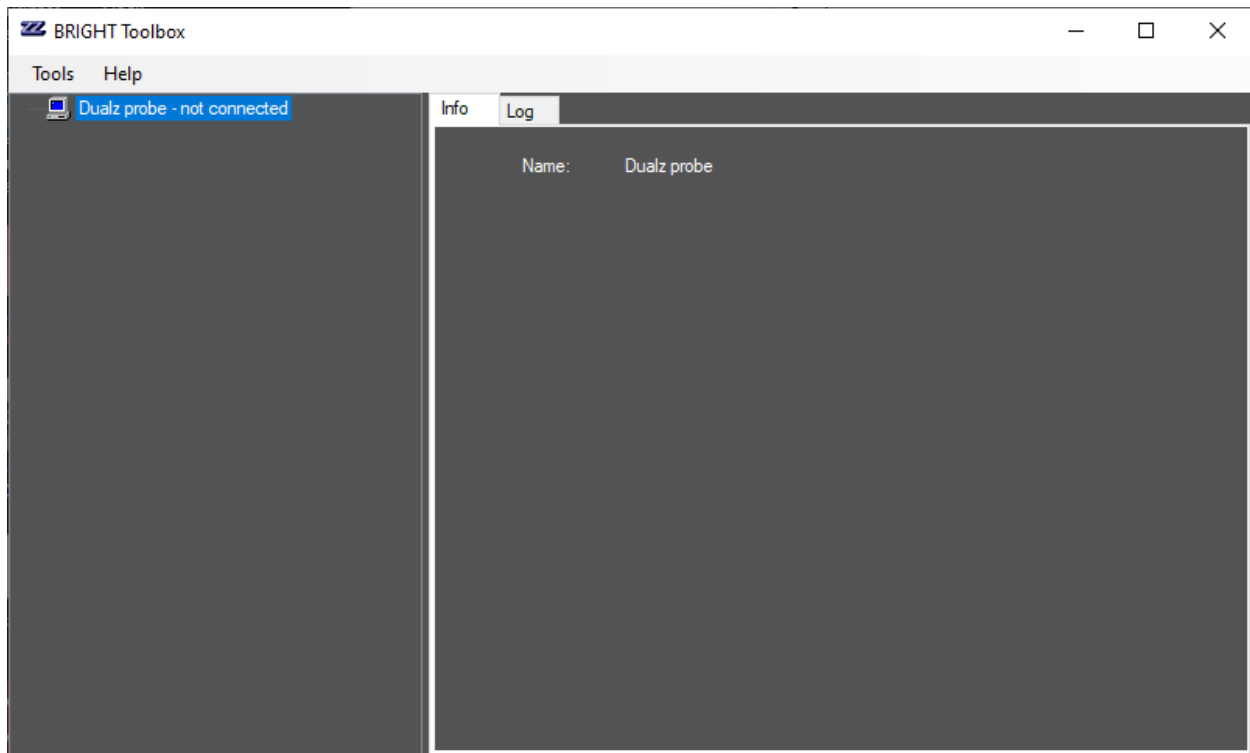 BRIGHT Toolbox
Tools Help
Dualz probe - not connected
Info Log
Name: Dualz probe